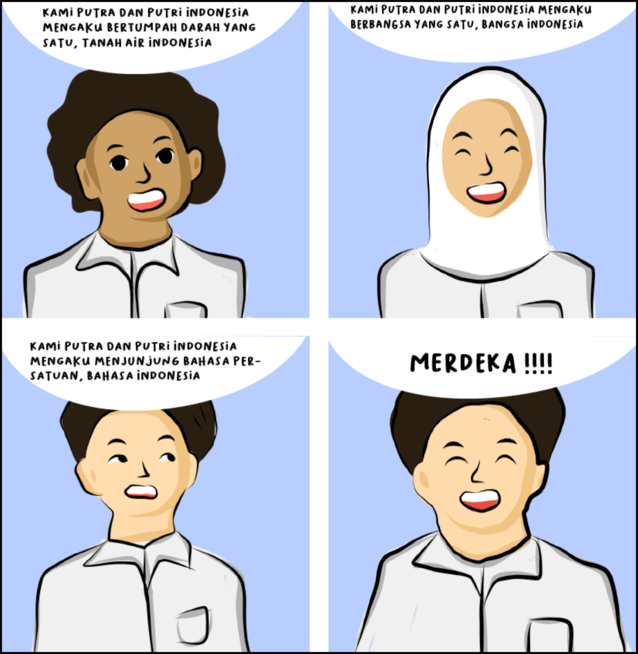 KAMI PUTRA DAN PUTRI INDONESIA
MENGAKU BERTUMPAH DARAH YANG
SATU, TANAH AIR INDONESIA
KAMI PUTRA DAN PUTRI INDONESIA MENGAKU
BERBANGSA YANG SATU, BANGSA INDONESIA
KAMI PUTRA DAN PUTRI INDONESIA
MENGAKU MENJUNJUNG BAHASA PER-
SATUAN, BAHASA INDONESIA
MERDEKA !!!!